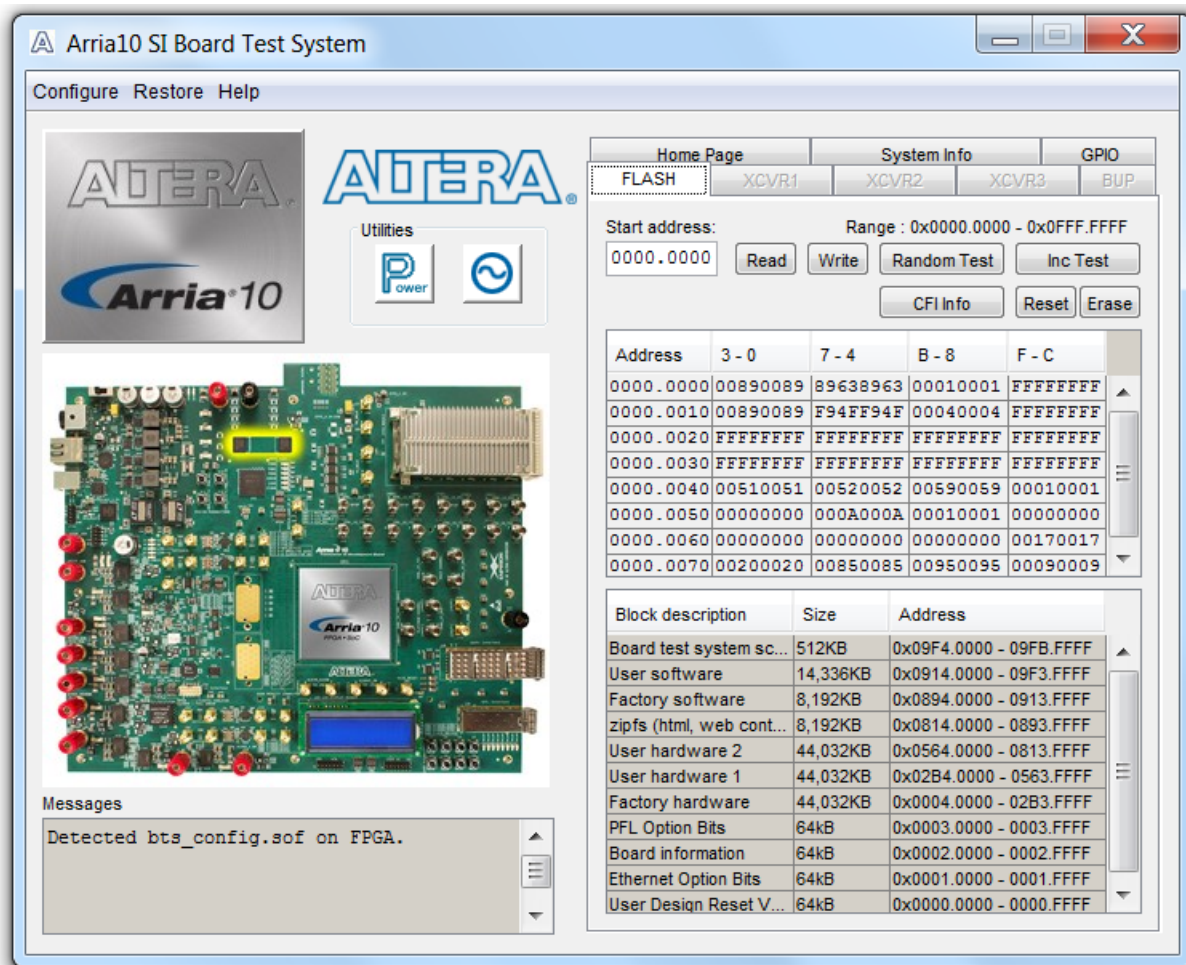 Arria10 SI Board Test System
Configure Restore Help
ALTERA
Arria 10
ALTERA®
Utilities
Power
Home Page System Info GPIO
FLASH XCVR1 XCVR2 XCVR3 BUP
Start address: Range : 0x0000.0000 - 0x0FFF.FFFF
0000.0000 Read Write Random Test Inc Test
CFI Info Reset Erase
Address 3 - 0 7 - 4 B - 8 F - C
0000.0000 00890089 89638963 00010001 FFFFFFFF
0000.0010 00890089 F94FF94F 00040004 FFFFFFFF
0000.0020 FFFFFFFF FFFFFFFF FFFFFFFF FFFFFFFF
0000.0030 FFFFFFFF FFFFFFFF FFFFFFFF FFFFFFFF
0000.0040 00510051 00520052 00590059 00010001
0000.0050 00000000 000A000A 00010001 00000000
0000.0060 00000000 00000000 00000000 00170017
0000.0070 00200020 00850085 00950095 00090009
Block description Size Address
Board test system sc... 512KB 0x09F4.0000 - 09FB.FFFF
User software 14,336KB 0x0914.0000 - 09F3.FFFF
Factory software 8,192KB 0x0894.0000 - 0913.FFFF
zipfs (html, web cont... 8,192KB 0x0814.0000 - 0893.FFFF
User hardware 2 44,032KB 0x0564.0000 - 0813.FFFF
User hardware 1 44,032KB 0x02B4.0000 - 0563.FFFF
Factory hardware 44,032KB 0x0004.0000 - 02B3.FFFF
PFL Option Bits 64kB 0x0003.0000 - 0003.FFFF
Board information 64kB 0x0002.0000 - 0002.FFFF
Ethernet Option Bits 64kB 0x0001.0000 - 0001.FFFF
User Design Reset V... 64kB 0x0000.0000 - 0000.FFFF
Arria 10
ALTERA
Arria 10
FPGA • SoC
ALTERA
Messages
Detected bts_config.sof on FPGA.